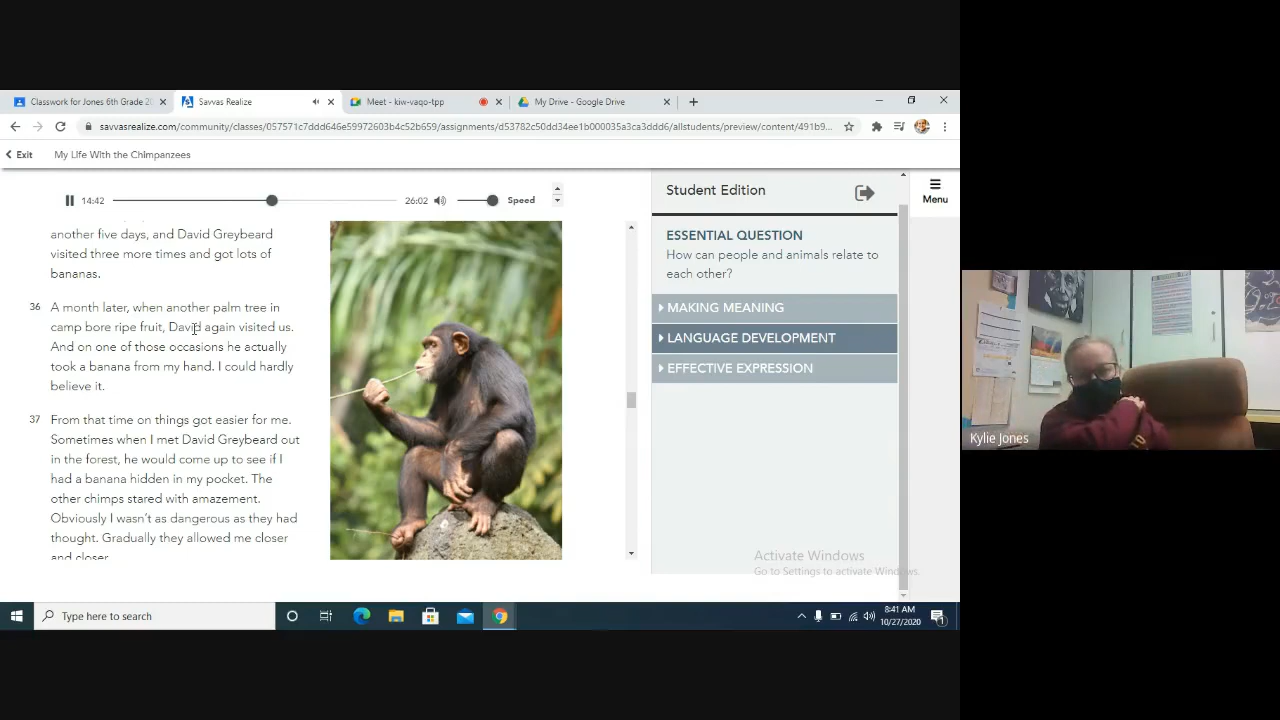 Classwork for Jones 6th Grade 2
Savvas Realize
Meet - kiw-vaqo-tpp
My Drive - Google Drive
savvasrealize.com/community/classes/057571c7ddd646e59972603b4c52b659/assignments/d53782c50dd34ee1b000035a3ca3ddd6/allstudents/preview/content/491b9...
Exit
My Life With the Chimpanzees
14:42
26:02
Speed
another five days, and David Greybeard
visited three more times and got lots of
bananas.
36 A month later, when another palm tree in
camp bore ripe fruit, David again visited us.
And on one of those occasions he actually
took a banana from my hand. I could hardly
believe it.
37 From that time on things got easier for me.
Sometimes when I met David Greybeard out
in the forest, he would come up to see if I
had a banana hidden in my pocket. The
other chimps stared with amazement.
Obviously I wasn't as dangerous as they had
thought. Gradually they allowed me closer
and closer
Student Edition
ESSENTIAL QUESTION
How can people and animals relate to
each other?
MAKING MEANING
LANGUAGE DEVELOPMENT
EFFECTIVE EXPRESSION
Menu
Activate Windows
Go to Settings to activate Windows.
Kylie Jones
Type here to search
8:41 AM
10/27/2020
1